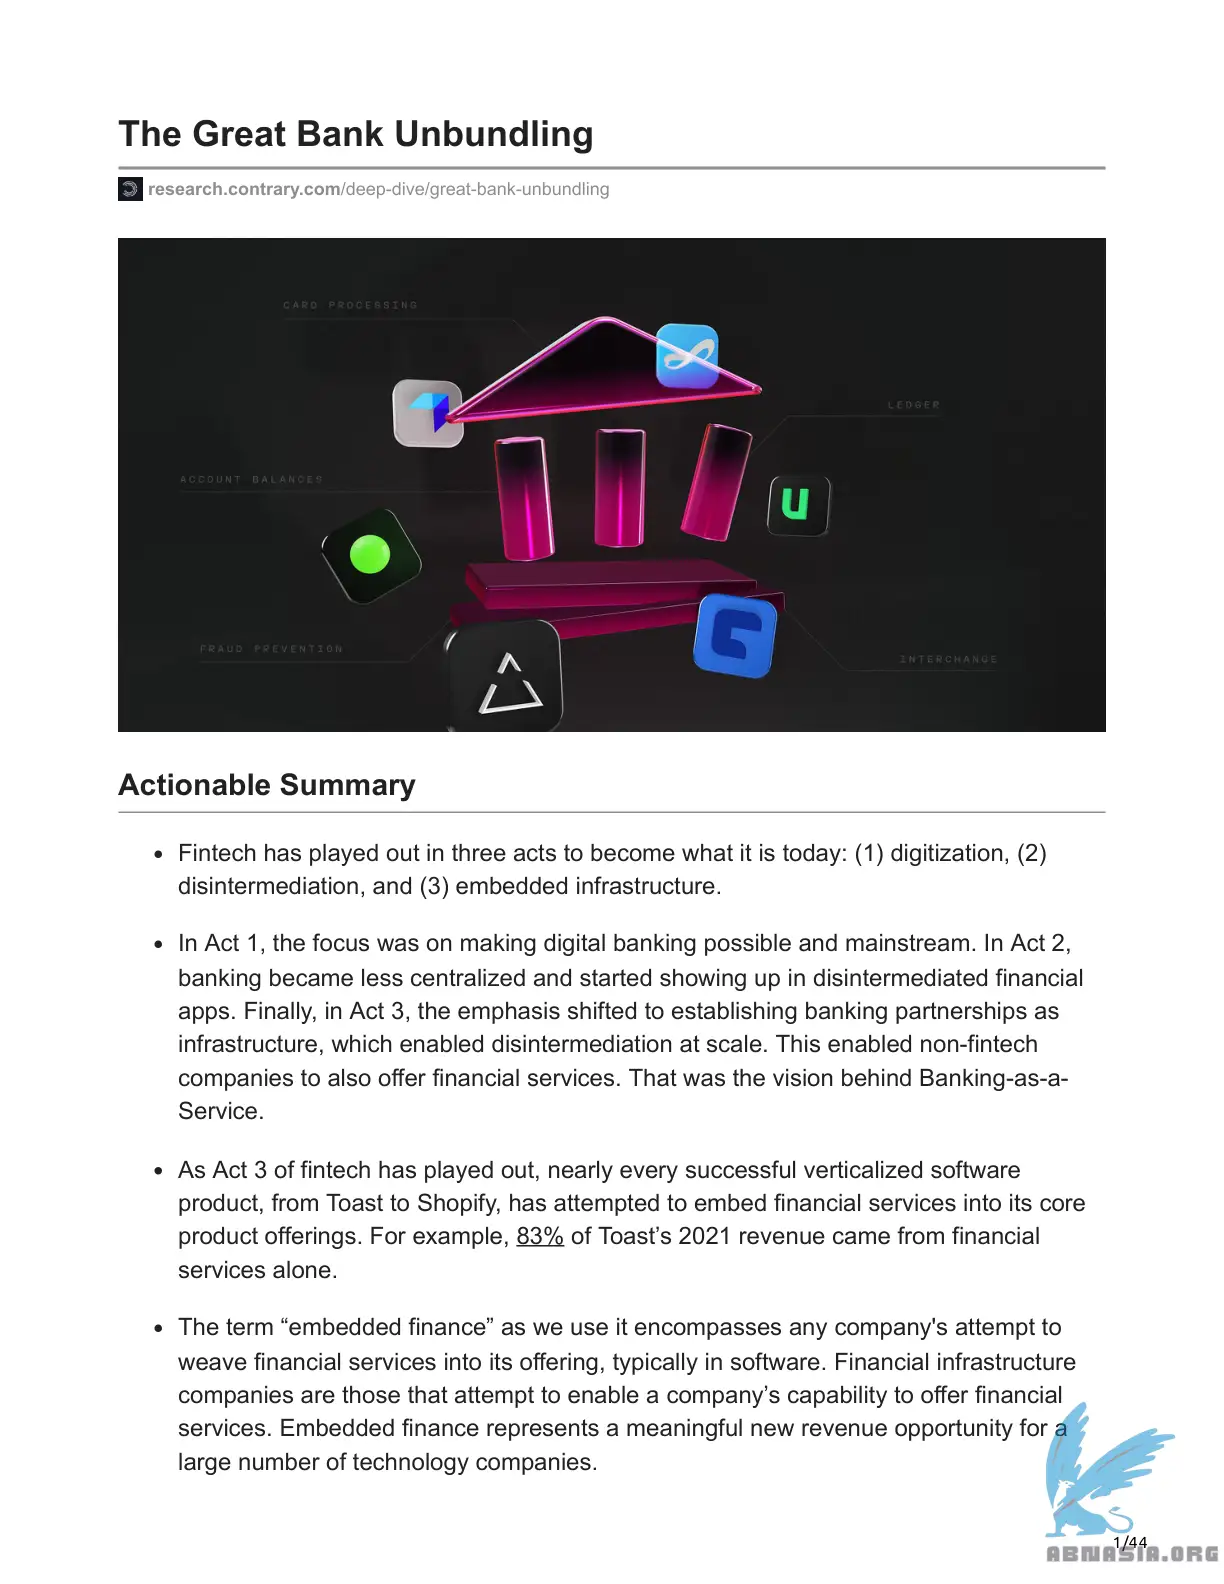 The Great Bank Unbundling
research.contrary.com/deep-dive/great-bank-unbundling
CARD PROCESSING
LEDGER
ACCOUNT BALANCES
FRAUD PREVENTION
INTERCHANGE
Actionable Summary
Fintech has played out in three acts to become what it is today: (1) digitization, (2)
disintermediation, and (3) embedded infrastructure.
In Act 1, the focus was on making digital banking possible and mainstream. In Act 2,
banking became less centralized and started showing up in disintermediated financial
apps. Finally, in Act 3, the emphasis shifted to establishing banking partnerships as
infrastructure, which enabled disintermediation at scale. This enabled non-fintech
companies to also offer financial services. That was the vision behind Banking-as-a-
Service.
As Act 3 of fintech has played out, nearly every successful verticalized software
product, from Toast to Shopify, has attempted to embed financial services into its core
product offerings. For example, 83% of Toast’s 2021 revenue came from financial
services alone.
The term “embedded finance” as we use it encompasses any company's attempt to
weave financial services into its offering, typically in software. Financial infrastructure
companies are those that attempt to enable a company’s capability to offer financial
services. Embedded finance represents a meaningful new revenue opportunity for a
large number of technology companies.
1/44
ABNASIA.ORG